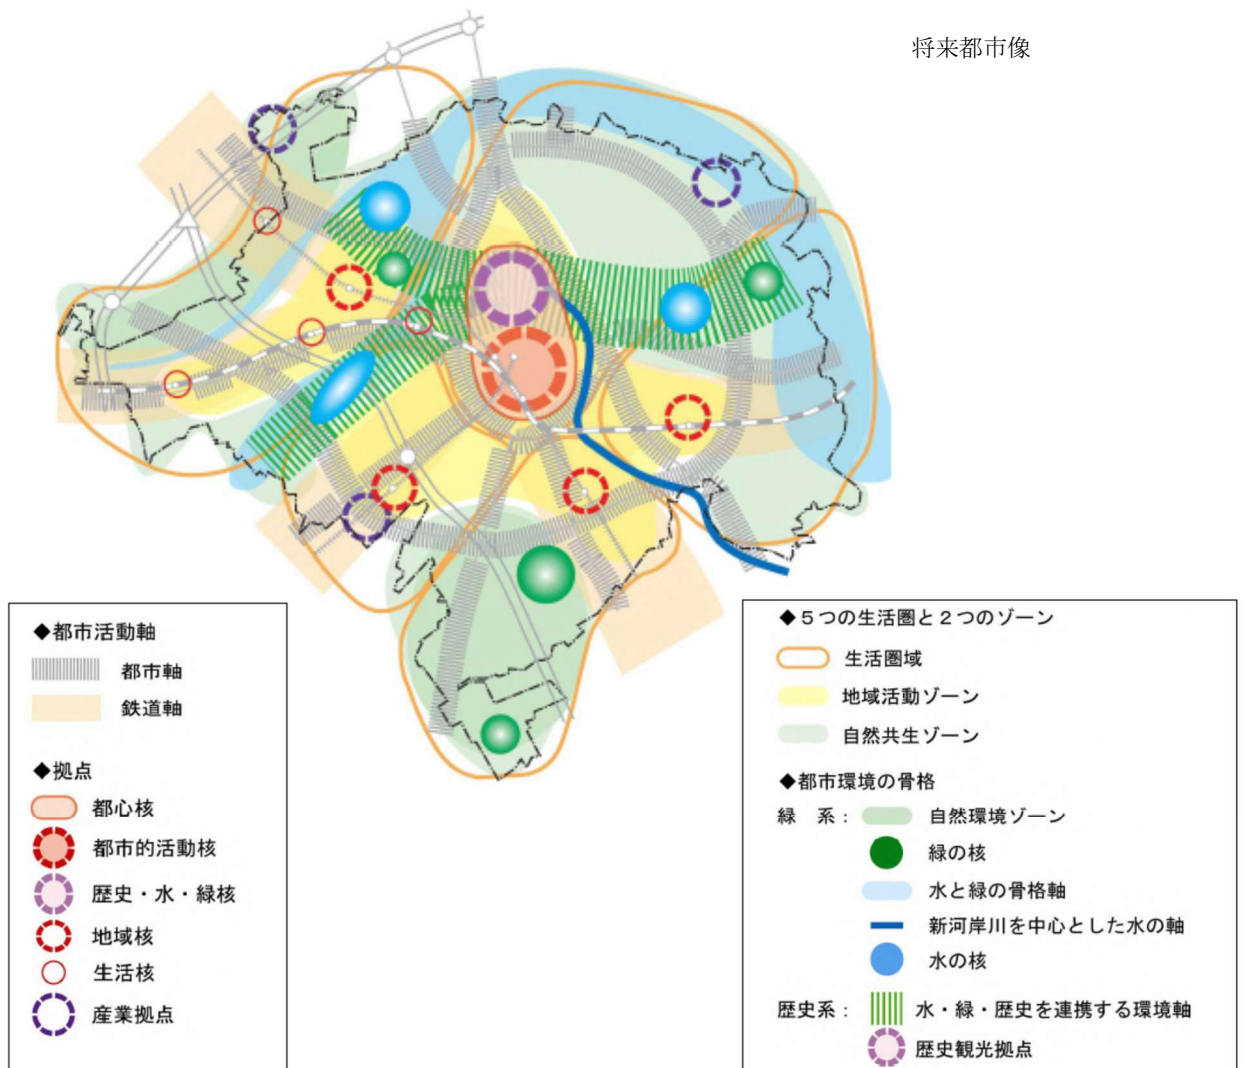 将来都市像
◆都市活動軸
都市軸
鉄道軸
◆拠点
都心核
都市的活動核
歴史・水・緑核
地域核
生活核
産業拠点
◆５つの生活圏と２つのゾーン
生活圏域
地域活動ゾーン
自然共生ゾーン
◆都市環境の骨格
緑　系： 自然環境ゾーン
緑の核
水と緑の骨格軸
新河岸川を中心とした水の軸
水の核
歴史系： 水・緑・歴史を連携する環境軸
歴史観光拠点